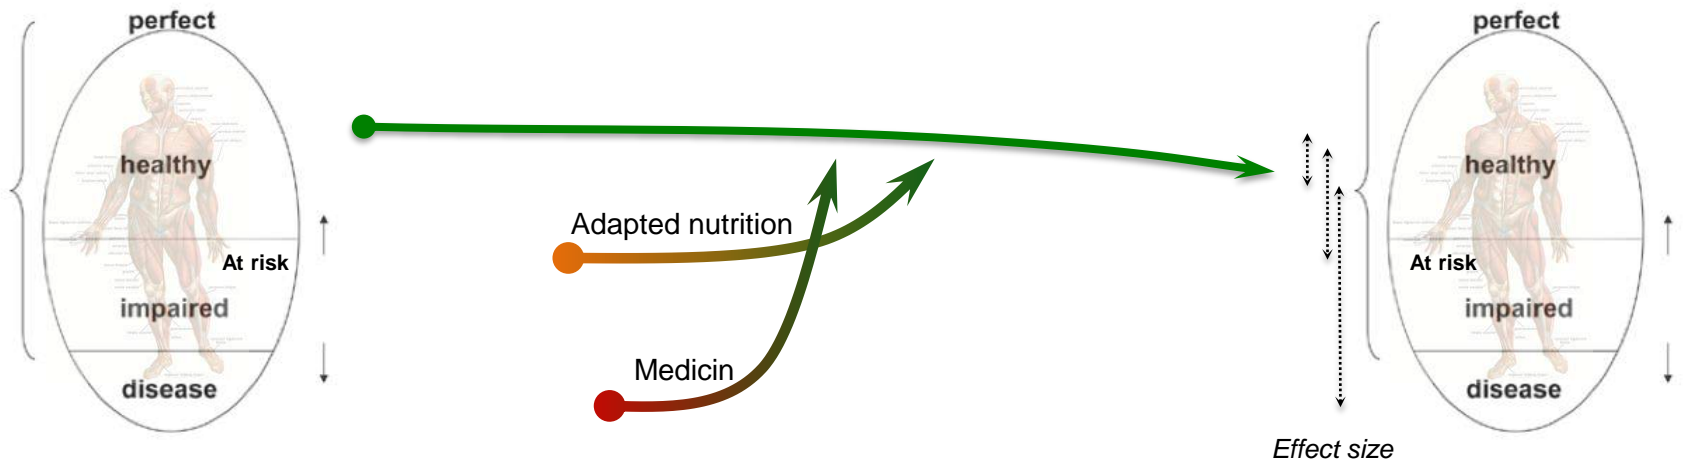 perfect
healthy
At risk
impaired
disease
Adapted nutrition
Medicin
perfect
healthy
At risk
impaired
disease
Effect size